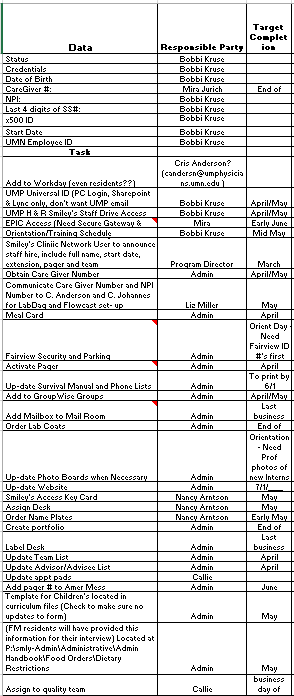 Target
Complet
Data Responsible Party ion
Status Bobbi Kruse
Credentials Bobbi Kruse
Date of Birth Bobbi Kruse
CareGiver #: Mira Jurich End of
NPI: Bobbi Kruse
Last 4 digits of SS#: Bobbi Kruse
x500 ID Bobbi Kruse
Start Date Bobbi Kruse
UMN Employee ID Bobbi Kruse
Task
Cris Anderson?
(candersn@umphysicia
Add to Workday (even residents??) ns.umn.edu )
UMP Universal ID (PC Login, Sharepoint
& Lync only, don't want UMP email Bobbi Kruse April/May
UMP H & R Smiley's Staff Drive Access Bobbi Kruse April/May
EPIC Access (Need Secure Gateway & Mira Early June
Orientation/Training Schedule Bobbi Kruse Mid May
Smiley's Clinic Network User to announce
staff hire, include full name, start date,
extension, pager and team Program Director March
Obtain Care Giver Number Admin April/May
Communicate Care Giver Number and NPI
Number to C. Anderson and C. Johannes
for LabDaq and Flowcast set- up Liz Miller May
Meal Card Admin April
Orient Day -
Need
Fairview ID
Fairview Security and Parking Admin #'s first
Activate Pager Admin April
To print by
Up-date Survival Manual and Phone Lists Admin 6/1
Add to GroupWise Groups Admin April/May
Last
Add Mailbox to Mail Room Admin business
Order Lab Coats Admin End of
Orientation
- Need
Prof
photos of
Up-date Photo Boards when Necessary Admin new Interns
Up-date Website Admin 7/1/___
Smiley's Access Key Card Nancy Arntson May
Assign Desk Nancy Arntson May
Order Name Plates Nancy Arntson Early May
Create portfolio Admin End of
Last
Label Desk Admin business
Update Team List Admin April
Update Advisor/Advisee List Admin April
Update appt pads Callie
Add pager # to Amer Mess Admin June
Template for Children's located in
curriculum files (Check to make sure no
updates to form) Admin May
(FM residents will have provided this
information for their interview) Located at
P:\smly-Admin\Administrative\Admin
Handbook\Food Orders\Dietary
Restrictions Admin May
business
Assign to quality team Callie day of